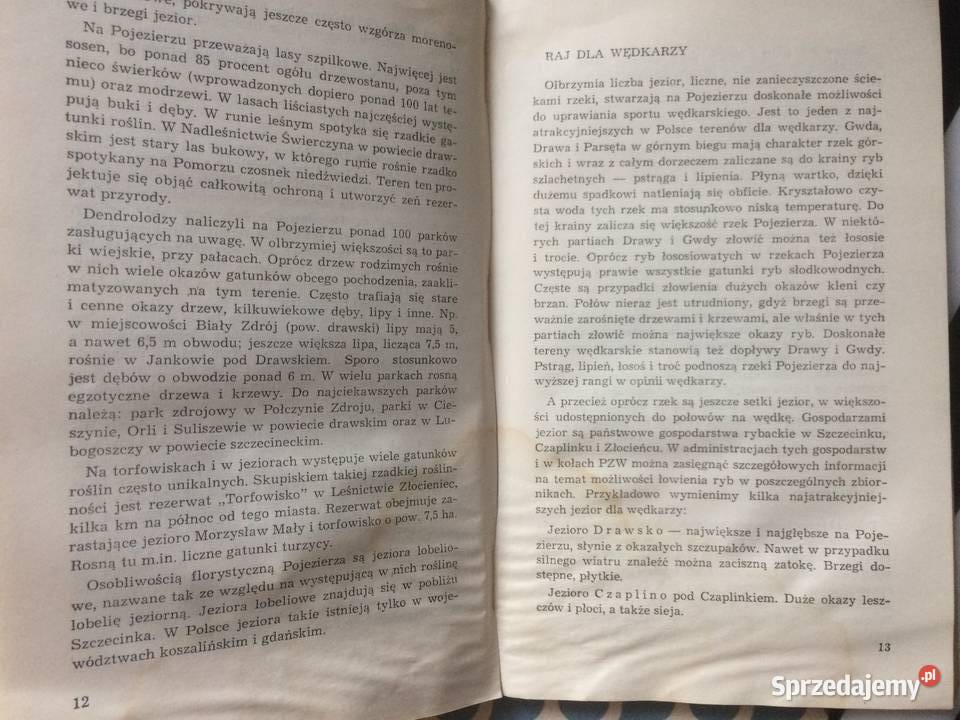 pokrywają jeszcze często wzgórza moreno-
we i brzegi jezior.
Na Pojezierzu przeważają lasy szpilkowe. Najwięcej jest
sosen, bo ponad 85 procent ogółu drzewostanu, poza tym
nieco świerków (wprowadzonych dopiero ponad 100 lat te-
mu) oraz modrzewi. W lasach liściastych najczęściej wystę-
pują buki i dęby. W runie leśnym spotyka się rzadkie ga-
tunki roślin. W Nadleśnictwie Świerczyna w powiecie draw-
skim jest stary las bukowy, w którego runie rośnie rzadko
spotykany na Pomorzu czosnek niedźwiedzi. Teren ten pro-
jektuje się objąć całkowitą ochroną i utworzyć zeń rezer-
wat przyrody.
Dendrolodzy naliczyli na Pojezierzu ponad 100 parków
zasługujących na uwagę. W olbrzymiej większości są to par-
ki wiejskie, przy pałacach. Oprócz drzew rodzimych rośnie
w nich wiele okazów gatunków obcego pochodzenia, zaakli-
matyzowanych na tym terenie. Często trafiają się stare
i cenne okazy drzew, kilkuwiekowe dęby, lipy i inne. Np.
w miejscowości Biały Zdrój (pow. drawski) lipy mają 5,
a nawet 6,5 m obwodu; jeszcze większa lipa, licząca 7,5 m,
rośnie w Jankowie pod Drawskiem. Sporo stosunkowo
jest dębów o obwodzie ponad 6 m. W wielu parkach rosną
egzotyczne drzewa i krzewy. Do najciekawszych parków
należą: park zdrojowy w Połczynie Zdroju, parki w Cie-
szynie, Orli i Suliszewie w powiecie drawskim oraz w Lu-
bogoszczy w powiecie szczecineckim.
Na torfowiskach i w jeziorach występuje wiele gatunków
roślin często unikalnych. Skupiskiem takiej rzadkiej roślin-
ności jest rezerwat „Torfowisko" w Leśnictwie Złocieniec,
kilka km na północ od tego miasta. Rezerwat obejmuje za-
rastające jezioro Morzysław Mały i torfowisko o pow. 7,5 ha.
Rosną tu m.in. liczne gatunki turzycy.
Osobliwością florystyczną Pojezierza są jeziora lobelio-
we, nazwane tak ze względu na występującą w nich roślinę
lobelię jeziorną. Jeziora lobeliowe znajdują się w pobliżu
Szczecinka. W Polsce jeziora takie istnieją tylko w woje-
wództwach koszalińskim i gdańskim.
12
RAJ DLA WĘDKARZY
Olbrzymia liczba jezior, liczne, nie zanieczyszczone ście-
kami rzeki, stwarzają na Pojezierzu doskonałe możliwości
do uprawiania sportu wędkarskiego. Jest to jeden z naj-
atrakcyjniejszych w Polsce terenów dla wędkarzy. Gwda,
Drawa i Parsęta w górnym biegu mają charakter rzek gór-
skich i wraz z całym dorzeczem zaliczane są do krainy ryb
szlachetnych — pstrąga i lipienia. Płyną wartko, dzięki
dużemu spadkowi natleniają się obficie. Kryształowo czy-
sta woda tych rzek ma stosunkowo niską temperaturę. Do
tej krainy zalicza się większość rzek Pojezierza. W niektó-
rych partiach Drawy i Gwdy złowić można też łososie
i trocie. Oprócz ryb łososiowatych w rzekach Pojezierza
występują prawie wszystkie gatunki ryb słodkowodnych.
Częste są przypadki złowienia dużych okazów kleni czy
brzan. Połów nieraz jest utrudniony, gdyż brzegi są prze-
ważnie zarośnięte drzewami i krzewami, ale właśnie w tych
partiach złowić można największe okazy ryb. Doskonałe
tereny wędkarskie stanowią też dopływy Drawy i Gwdy.
Pstrąg, lipień, łosoś i troć podnoszą rzeki Pojezierza do naj-
wyższej rangi w opinii wędkarzy.
A przecież oprócz rzek są jeszcze setki jezior, w większo-
ści udostępnionych do połowów na wędkę. Gospodarzami
jezior są państwowe gospodarstwa rybackie w Szczecinku,
Czaplinku i Złocieńcu. W administracjach tych gospodarstw
i w kołach PZW można zasięgnąć szczegółowych informacji
na temat możliwości łowienia ryb w poszczególnych zbior-
nikach. Przykładowo wymienimy kilka najatrakcyjniej-
szych jezior dla wędkarzy:
Jezioro Drawsko — największe i najgłębsze na Poje-
zierzu, słynie z okazałych szczupaków. Nawet w przypadku
silnego wiatru znaleźć można zaciszną zatokę. Brzegi do-
stępne, płytkie.
Jezioro Czaplino pod Czaplinkiem. Duże okazy lesz-
czów i płoci, a także sieja.
13
Sprzedajemy.pl